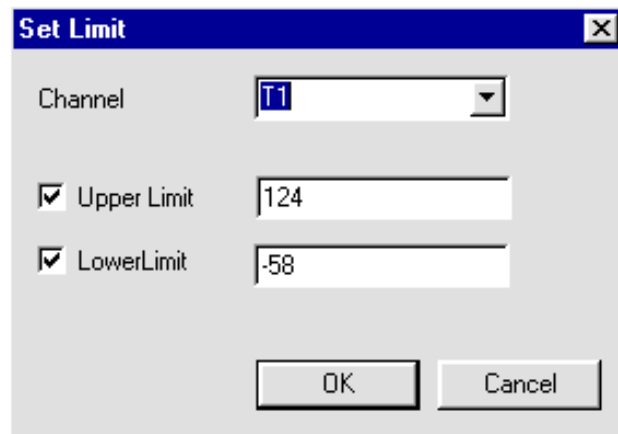 Set Limit
Channel T1
Upper Limit 124
LowerLimit -58
OK Cancel